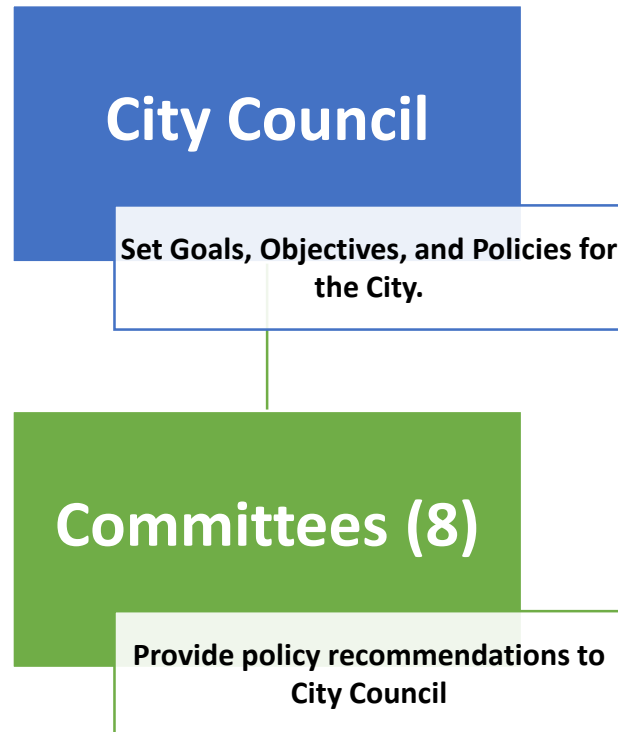 City Council
Set Goals, Objectives, and Policies for
the City.
Committees (8)
Provide policy recommendations to
City Council